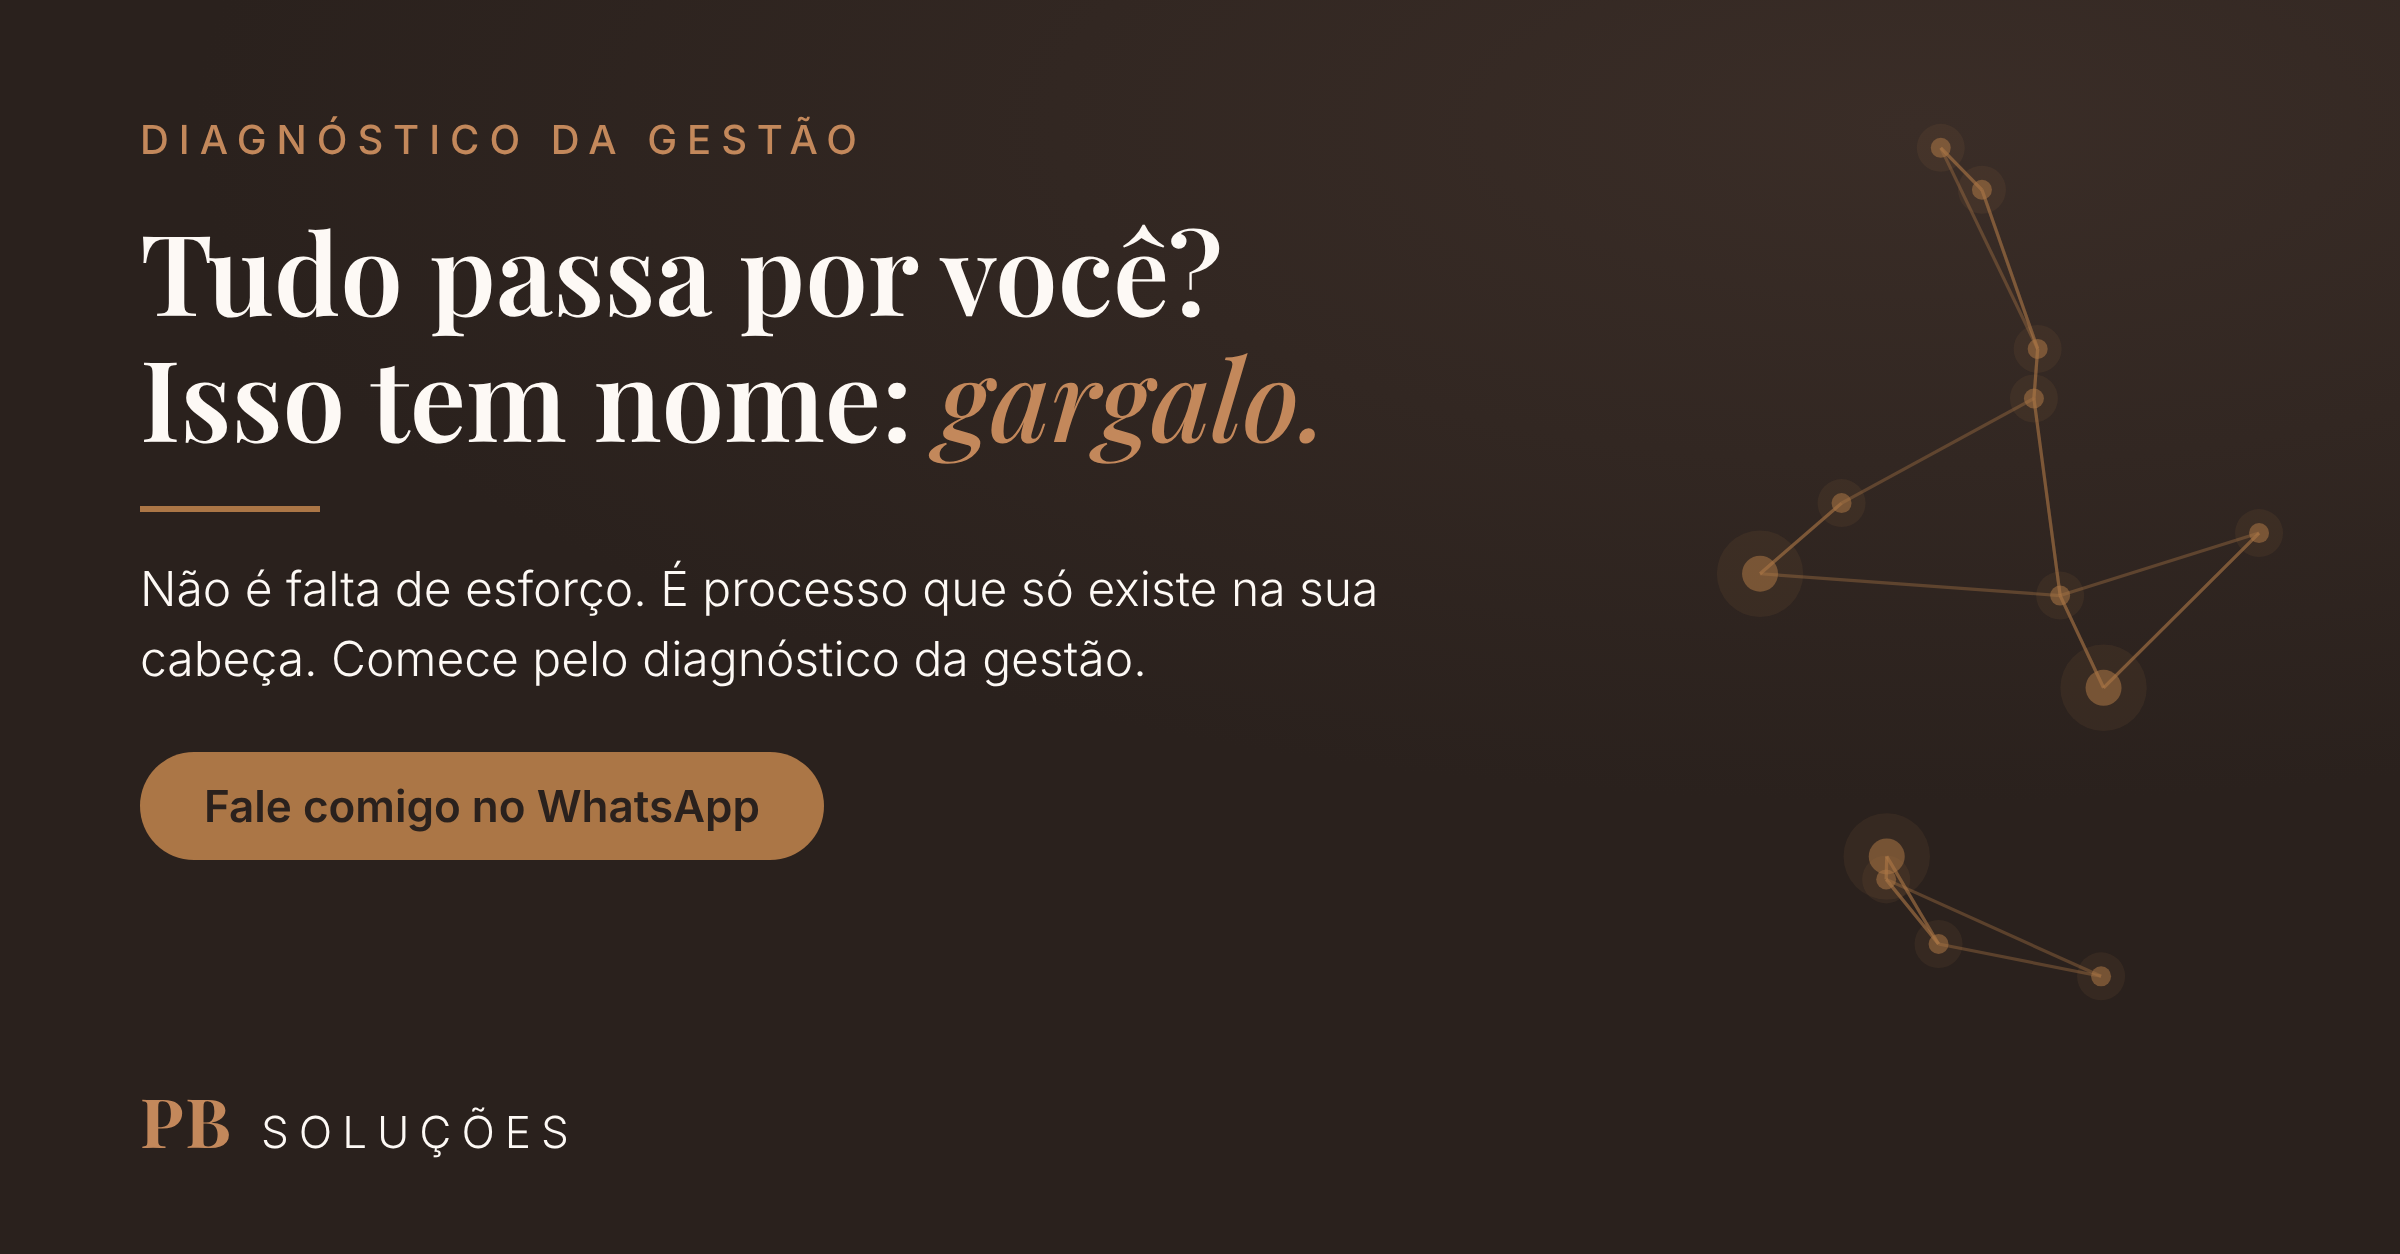 DIAGNÓSTICO DA GESTÃO
Tudo passa por você?
Isso tem nome: gargalo.
Não é falta de esforço. É processo que só existe na sua
cabeça. Comece pelo diagnóstico da gestão.
Fale comigo no WhatsApp
PB SOLUÇÕES